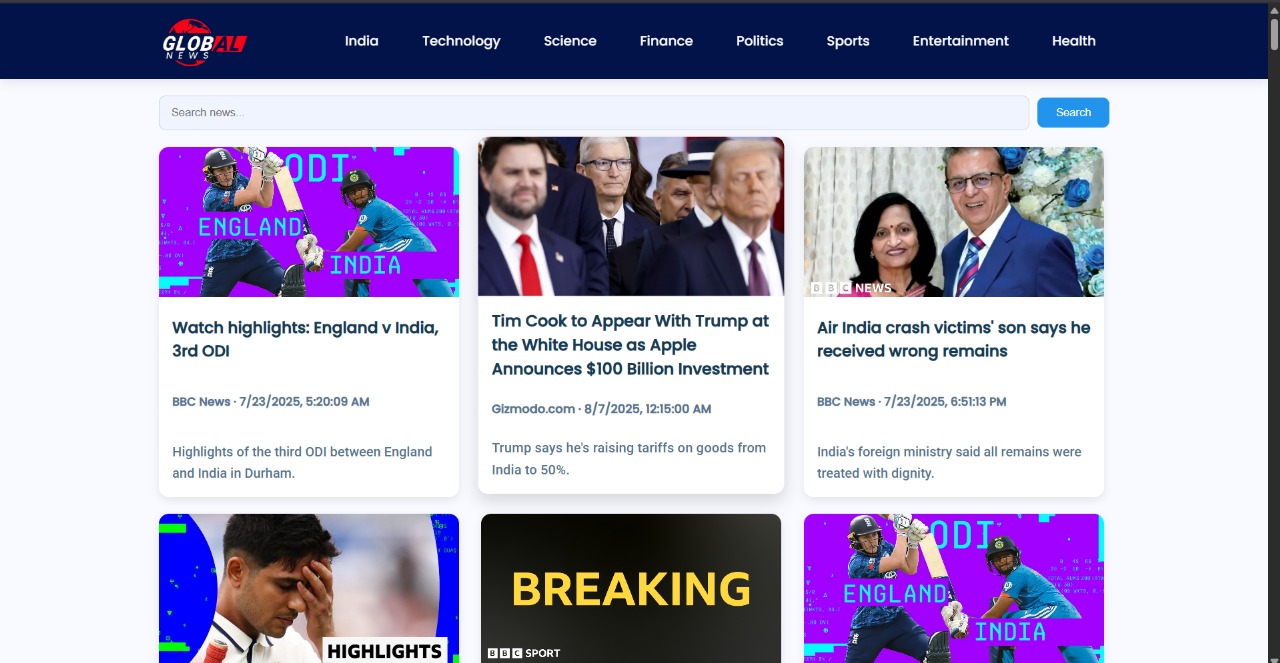 GLOBAL
NEWS
India
Technology
Science
Finance
Politics
Sports
Entertainment
Health
Search news...
Search
ODI
ENGLAND
INDIA
Watch highlights: England v India,
3rd ODI
BBC News · 7/23/2025, 5:20:09 AM
Highlights of the third ODI between England
and India in Durham.
Tim Cook to Appear With Trump at
the White House as Apple
Announces $100 Billion Investment
Gizmodo.com · 8/7/2025, 12:15:00 AM
Trump says he's raising tariffs on goods from
India to 50%.
BBC NEWS
Air India crash victims' son says he
received wrong remains
BBC News · 7/23/2025, 6:51:13 PM
India's foreign ministry said all remains were
treated with dignity.
HIGHLIGHTS
BREAKING
BBC SPORT
ODI
ENGLAND
INDIA